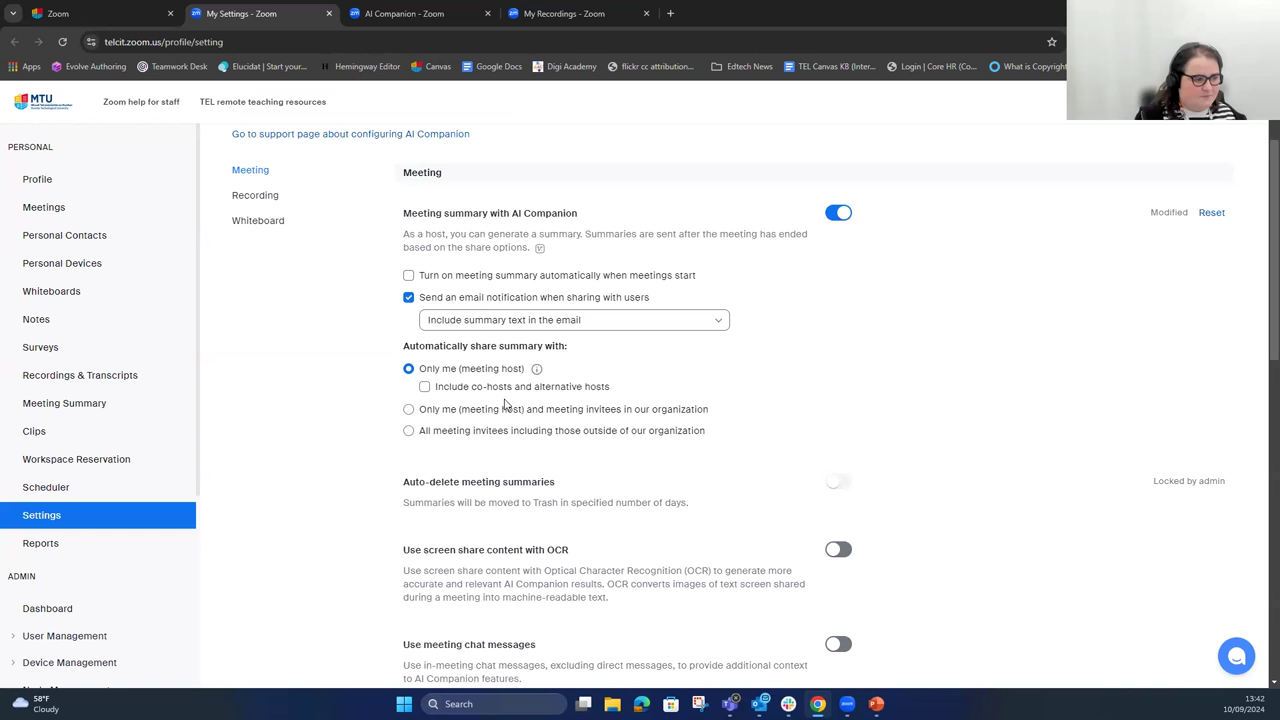 Zoom
My Settings - Zoom
AI Companion - Zoom
My Recordings - Zoom
telcit.zoom.us/profile/setting
Apps
Evolve Authoring
Teamwork Desk
Elucidat | Your start...
Hemingway Editor
Canvas
Google Docs
Digi Academy
flickr cc attribution...
Edtech News
TEL Canvas KB (Inter...
Login | Core HR (Co...
What is Copyrigh
MTU
Zoom help for staff
TEL remote teaching resources
PERSONAL
Profile
Meetings
Personal Contacts
Personal Devices
Whiteboards
Notes
Surveys
Recordings & Transcripts
Meeting Summary
Clips
Workspace Reservation
Scheduler
Settings
Reports
ADMIN
Dashboard
User Management
Device Management
Go to support page about configuring AI Companion
Meeting
Recording
Whiteboard
Meeting
Meeting summary with AI Companion
Modified
Reset
As a host, you can generate a summary. Summaries are sent after the meeting has ended
based on the share options.
Turn on meeting summary automatically when meetings start
Send an email notification when sharing with users
Include summary text in the email
Automatically share summary with:
Only me (meeting host)
Include co-hosts and alternative hosts
Only me (meeting host) and meeting invitees in our organization
All meeting invitees including those outside of our organization
Auto-delete meeting summaries
Locked by admin
Summaries will be moved to Trash in specified number of days.
Use screen share content with OCR
Use screen share content with Optical Character Recognition (OCR) to generate more
accurate and relevant AI Companion results. OCR converts images of text screen shared
during a meeting into machine-readable text.
Use meeting chat messages
Use in-meeting chat messages, excluding direct messages, to provide additional context
to AI Companion features.
58°F
Cloudy
Search
13:42
10/09/2024